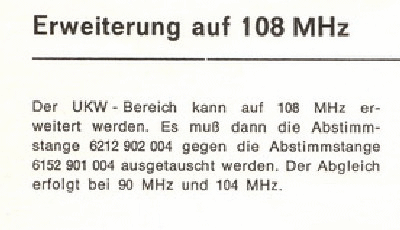 Erweiterung auf 108 MHz
Der UKW - Bereich kann auf 108 MHz er-
weitert werden. Es muß dann die Abstimm-
stange 6212 902 004 gegen die Abstimmstange
6152 901 004 ausgetauscht werden. Der Abgleich
erfolgt bei 90 MHz und 104 MHz.